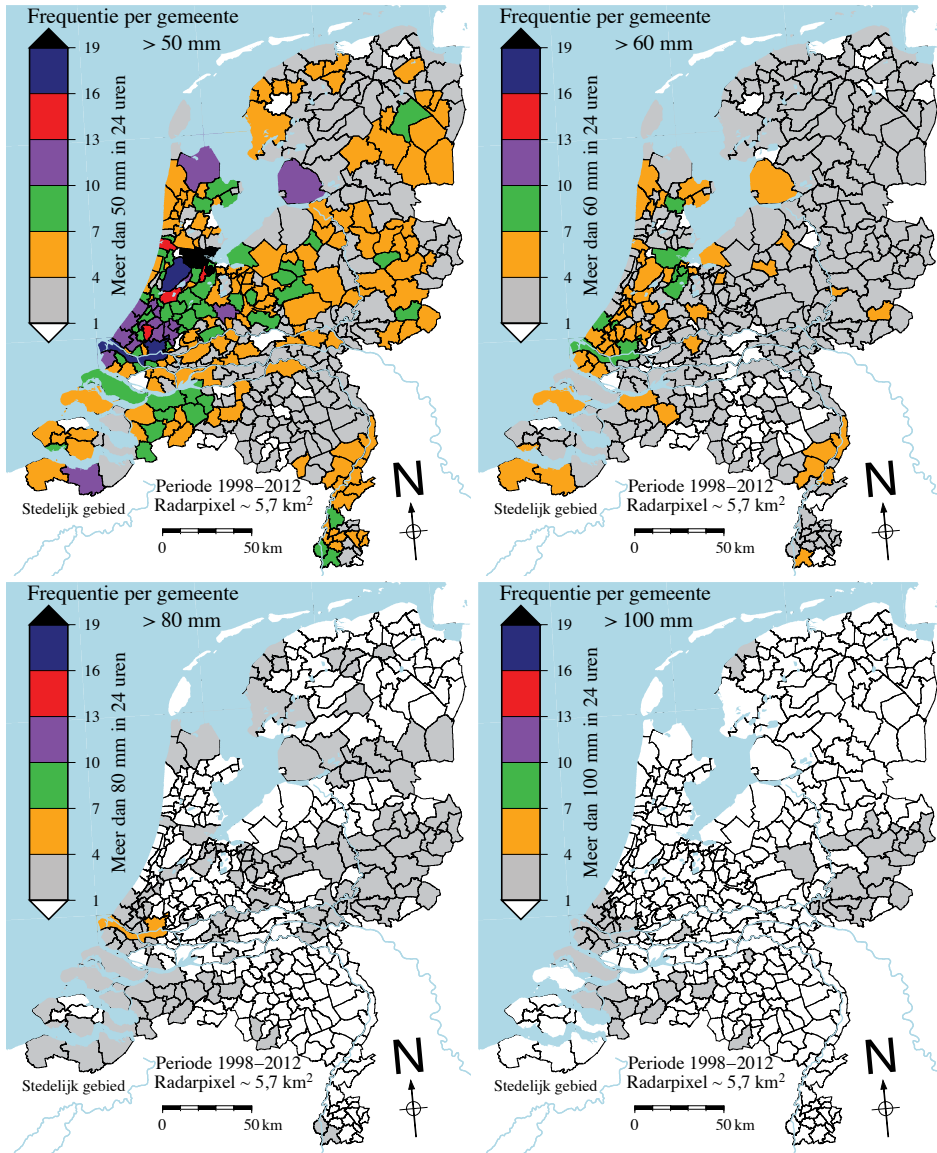 Frequentie per gemeente
> 50 mm
19
16
13
10
7
4
1
Meer dan 50 mm in 24 uren
Periode 1998–2012
Radarpixel ~ 5,7 km²
Stedelijk gebied
0 50 km
N
Frequentie per gemeente
> 60 mm
19
16
13
10
7
4
1
Meer dan 60 mm in 24 uren
Periode 1998–2012
Radarpixel ~ 5,7 km²
Stedelijk gebied
0 50 km
N
Frequentie per gemeente
> 80 mm
19
16
13
10
7
4
1
Meer dan 80 mm in 24 uren
Periode 1998–2012
Radarpixel ~ 5,7 km²
Stedelijk gebied
0 50 km
N
Frequentie per gemeente
> 100 mm
19
16
13
10
7
4
1
Meer dan 100 mm in 24 uren
Periode 1998–2012
Radarpixel ~ 5,7 km²
Stedelijk gebied
0 50 km
N